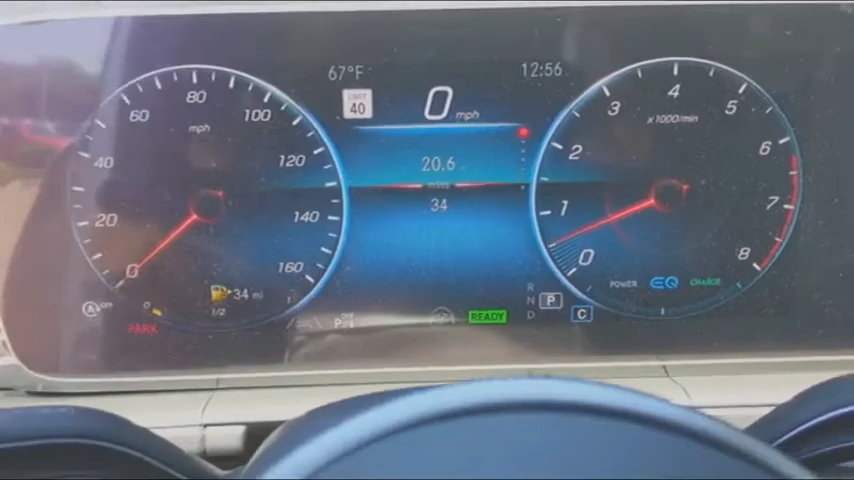 67°F
12:56
LIMIT
40
0 mph
20.6
miles
34
0 20 40 60 80 100 120 140 160
mph
0 1 2 3 4 5 6 7 8
x1000/min
34 mi
0 1/2
PARK
OFF
READY
R
N
P
D
C
POWER EQ CHARGE